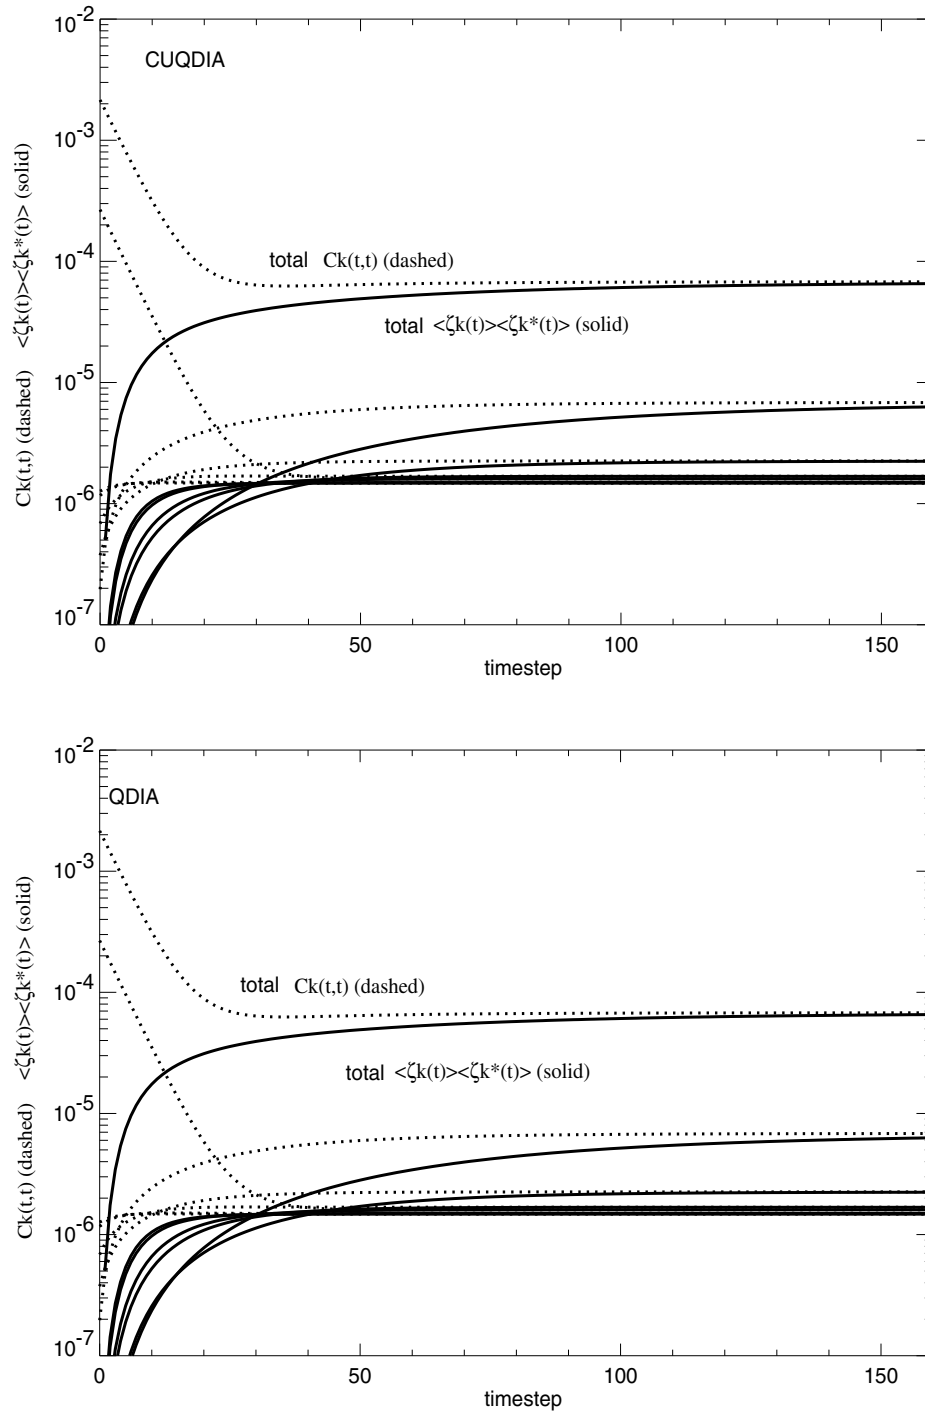 10-2
CUQDIA
10-3
total Ck(t,t) (dashed)
10-4
total <ζk(t)><ζk*(t)> (solid)
10-5
10-6
10-7
Ck(t,t) (dashed) <ζk(t)><ζk*(t)> (solid)
0 50 100 150
timestep
10-2
QDIA
10-3
total Ck(t,t) (dashed)
10-4
total <ζk(t)><ζk*(t)> (solid)
10-5
10-6
10-7
Ck(t,t) (dashed) <ζk(t)><ζk*(t)> (solid)
0 50 100 150
timestep